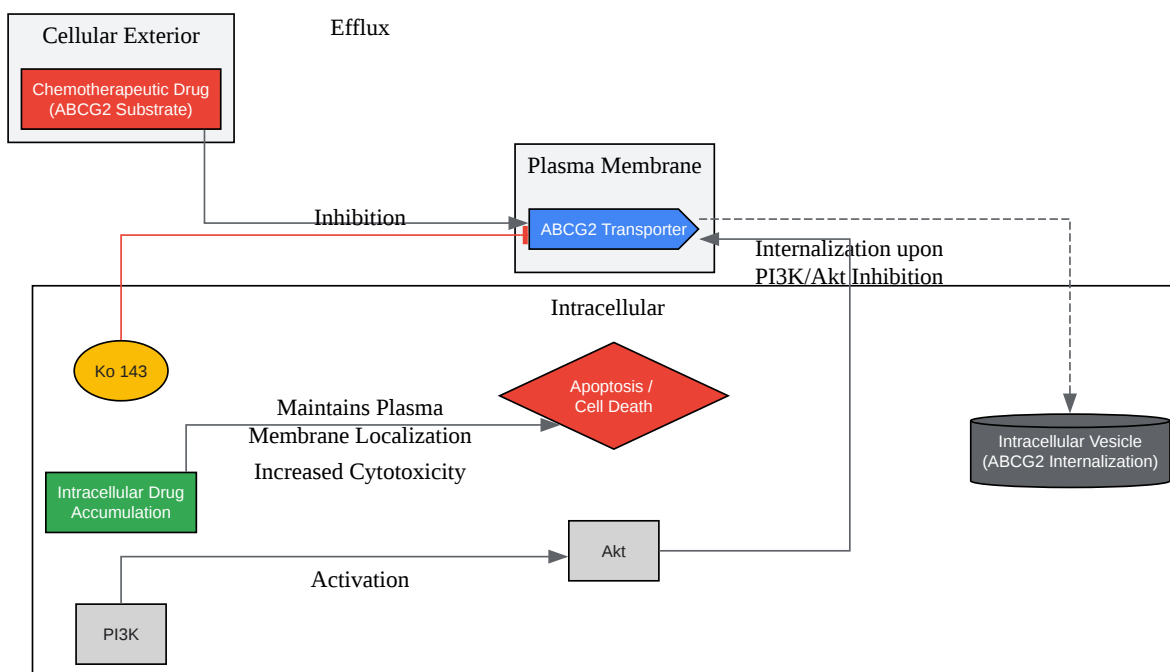 Efflux
Cellular Exterior
Chemotherapeutic Drug
(ABCG2 Substrate)
Plasma Membrane
Inhibition
ABCG2 Transporter
Internalization upon
PI3K/Akt Inhibition
Intracellular
Ko 143
Apoptosis /
Cell Death
Maintains Plasma
Membrane Localization
Increased Cytotoxicity
Intracellular Vesicle
(ABCG2 Internalization)
Intracellular Drug
Accumulation
Akt
Activation
PI3K